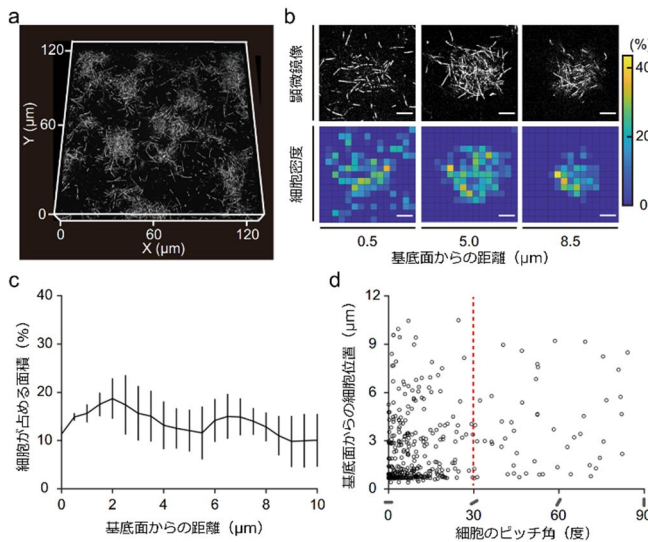 a
120
60
0
Y (µm)
0
60
120
X (µm)
b
(%)
顕微鏡像
細胞密度
40
20
0
0.5
5.0
8.5
基底面からの距離（µm）
c
細胞が占める面積（%）
40
30
20
10
0
0
2
4
6
8
10
基底面からの距離（µm）
d
基底面からの細胞位置（µm）
12
9
6
3
0
0
30
60
90
細胞のピッチ角（度）